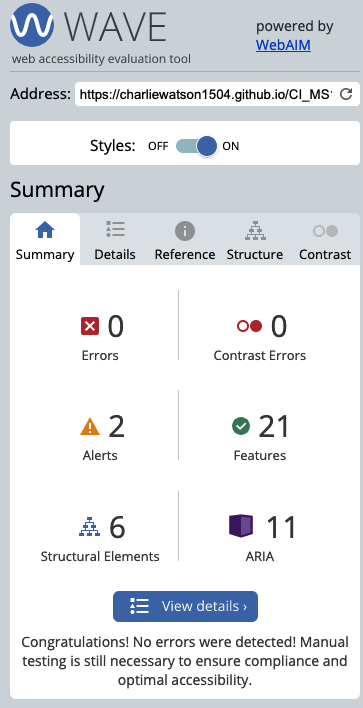 WAVE
web accessibility evaluation tool
powered by
WebAIM
Address: https://charliewatson1504.github.io/CI_MS
Styles: OFF ON
Summary
Summary Details Reference Structure Contrast
0 0
Errors Contrast Errors
2 21
Alerts Features
6 11
Structural Elements ARIA
View details ›
Congratulations! No errors were detected! Manual
testing is still necessary to ensure compliance and
optimal accessibility.